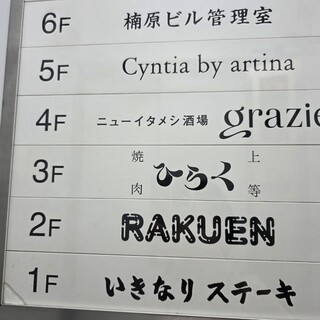 6F 楠原ビル管理室
5F Cyntia by artina
4F ニューイタメシ酒場 grazie
3F 焼肉 ひらく 上等
2F RAKUEN
1F いきなりステーキ